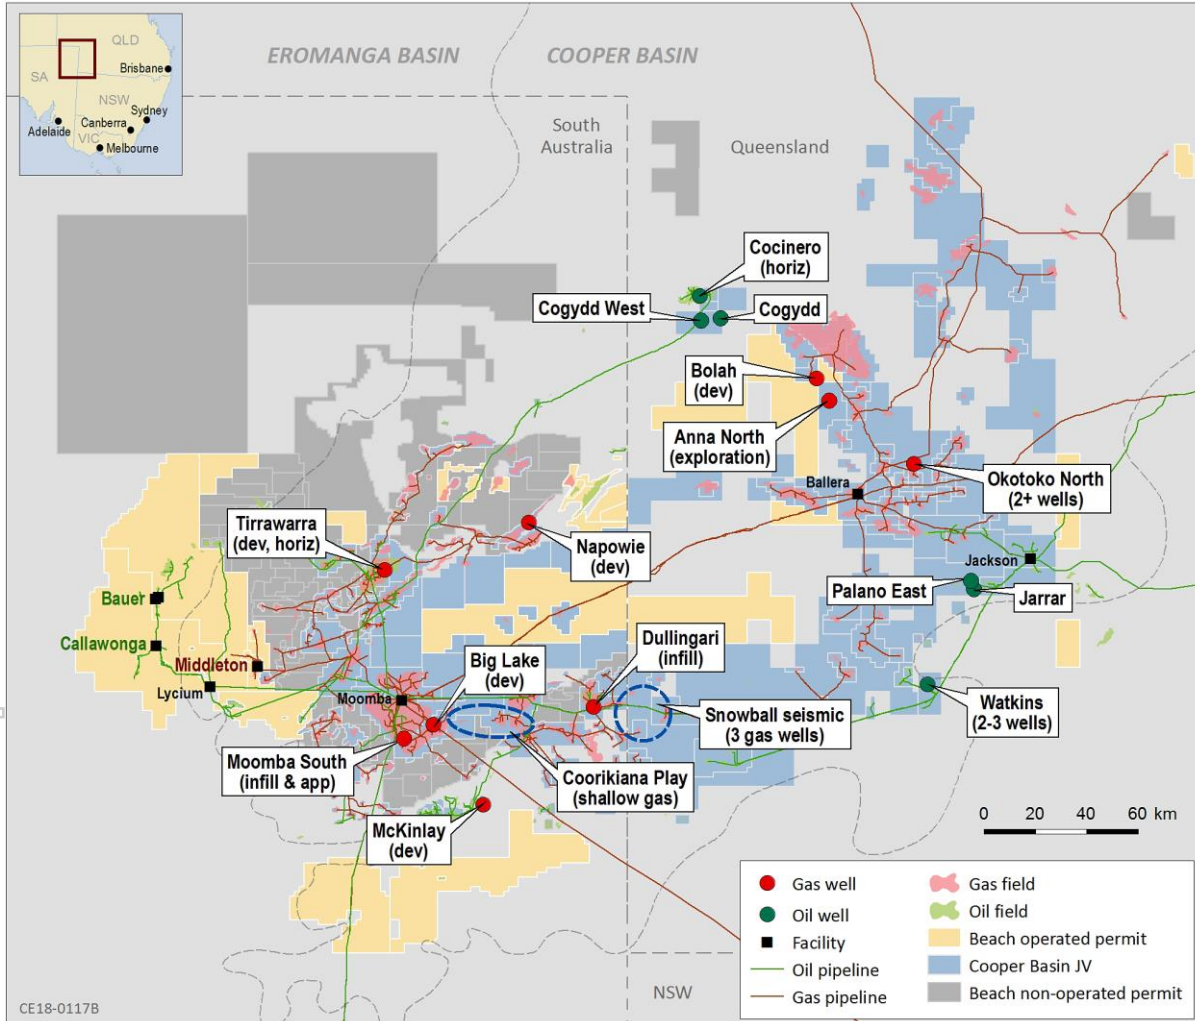 QLD
Brisbane
SA
NSW
Sydney
Canberra
Adelaide
VIC
Melbourne
EROMANGA BASIN
COOPER BASIN
South
Australia
Queensland
Cocinero
(horiz)
Cogydd West
Cogydd
Bolah
(dev)
Anna North
(exploration)
Ballera
Okotoko North
(2+ wells)
Tirrawarra
(dev, horiz)
Napowie
(dev)
Jackson
Palano East
Jarrar
Bauer
Callawonga
Middleton
Lycium
Moomba
Big Lake
(dev)
Dullingari
(infill)
Watkins
(2-3 wells)
Snowball seismic
(3 gas wells)
Moomba South
(infill & app)
Coorikiana Play
(shallow gas)
McKinlay
(dev)
0 20 40 60 km
Gas well
Oil well
Facility
Oil pipeline
Gas pipeline
Gas field
Oil field
Beach operated permit
Cooper Basin JV
Beach non-operated permit
NSW
CE18-0117B